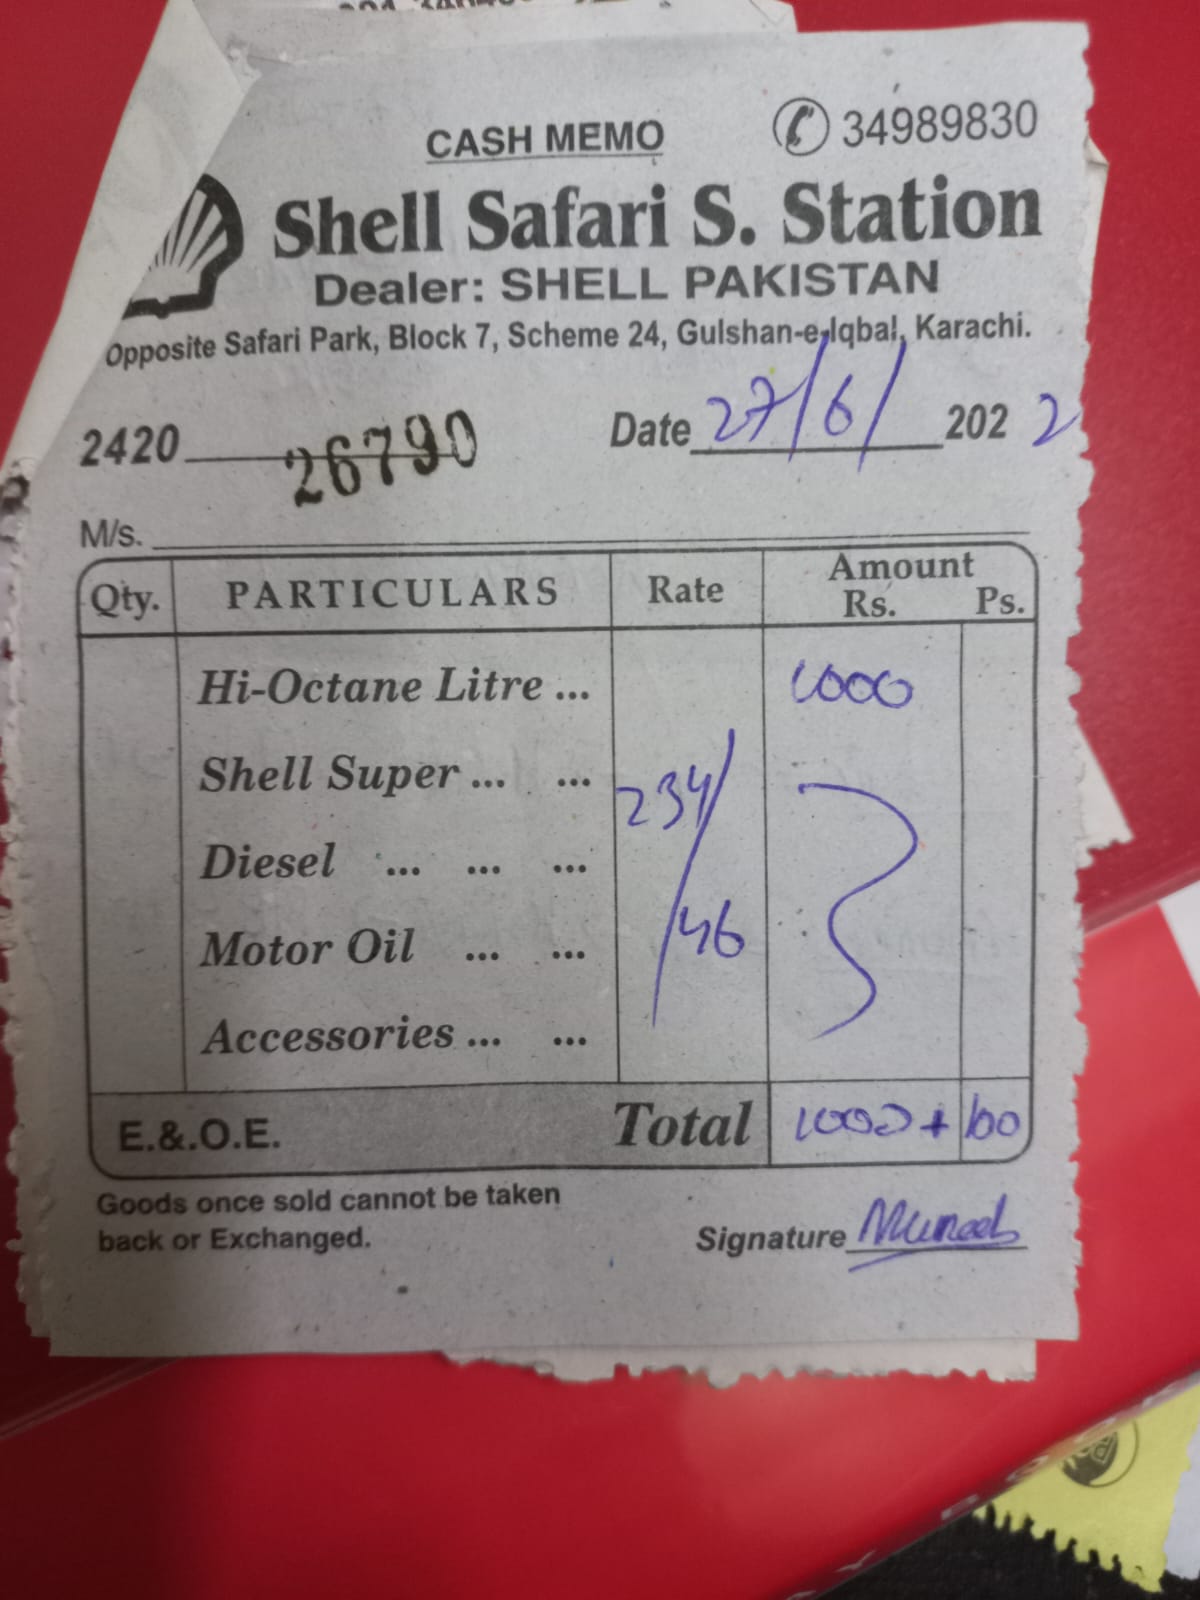 CASH MEMO 34989830
Shell Safari S. Station
Dealer: SHELL PAKISTAN
Opposite Safari Park, Block 7, Scheme 24, Gulshan-e-Iqbal, Karachi.
2420 26790 Date 27/6/ 2022
M/s.
Qty. PARTICULARS Rate Amount
Rs. Ps.
Hi-Octane Litre ... 1000
Shell Super ... ... 234/
Diesel ... ... ...
Motor Oil ... ... /46
Accessories ... ...
E.&.O.E. Total 1000 + 100
Goods once sold cannot be taken
back or Exchanged.
Signature